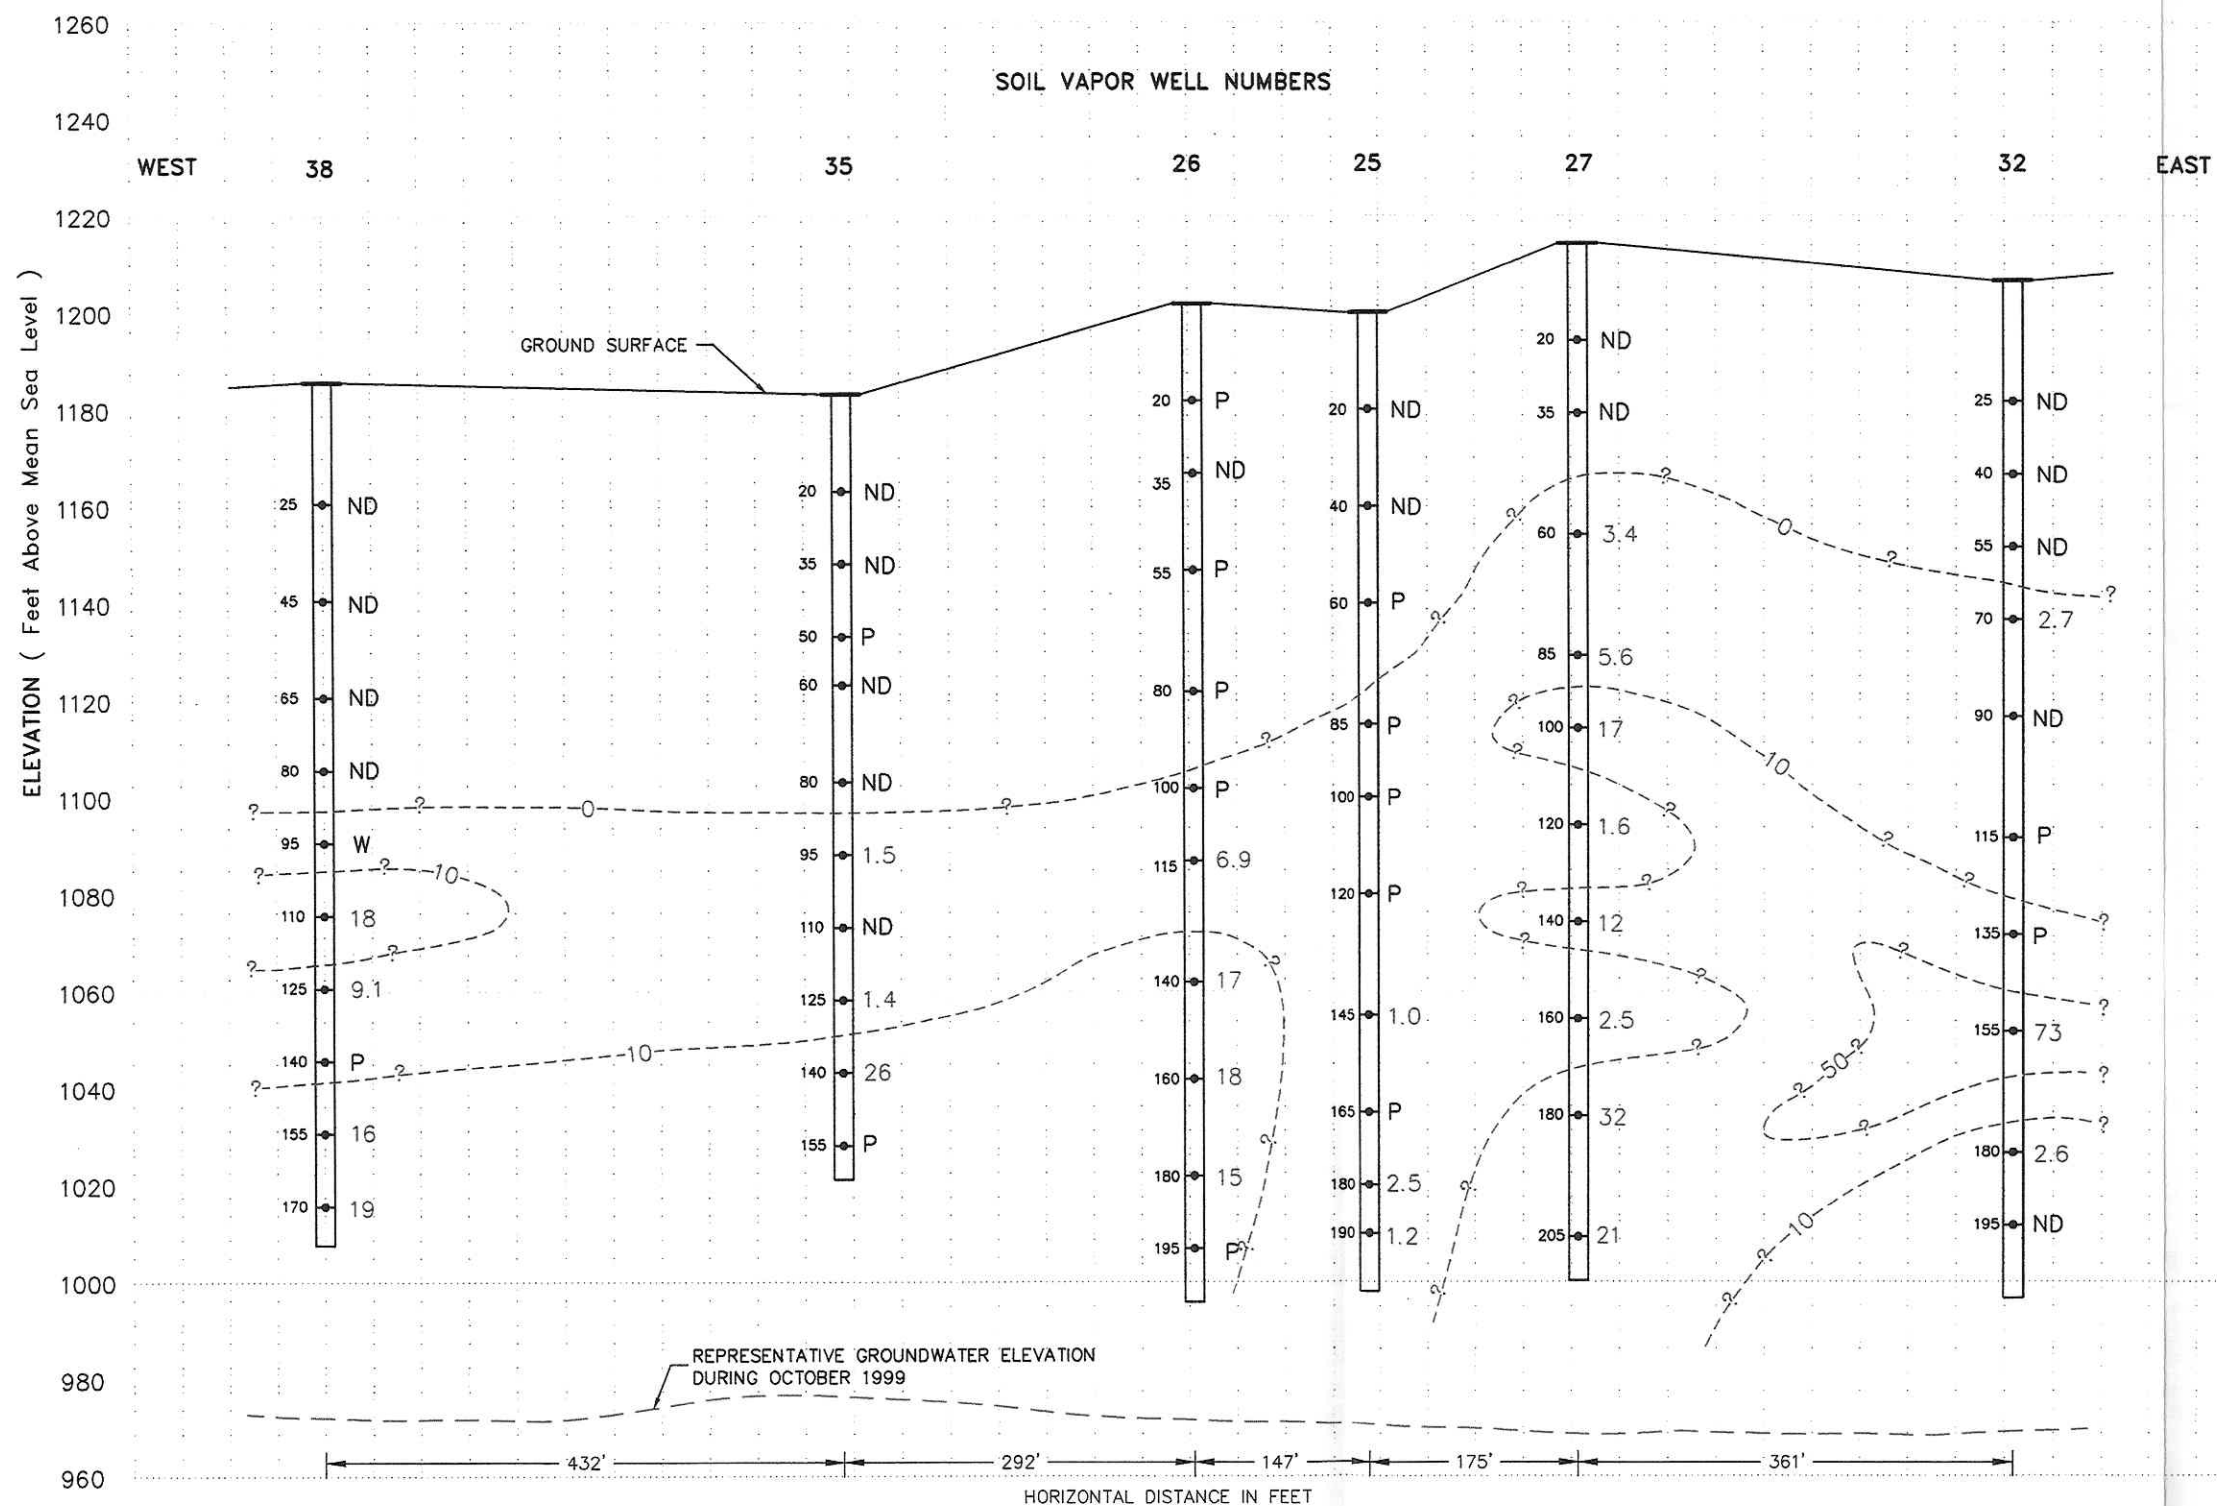 SOIL VAPOR WELL NUMBERS
WEST 38 35 26 25 27 32 EAST
ELEVATION ( Feet Above Mean Sea Level )
1260
1240
1220
1200
1180
1160
1140
1120
1100
1080
1060
1040
1020
1000
980
960
GROUND SURFACE
25 ND
45 ND
65 ND
80 ND
95 W
110 18
125 9.1
140 P
155 16
170 19
20 ND
35 ND
50 P
60 ND
80 ND
95 1.5
110 ND
125 1.4
140 26
155 P
20 P
35 ND
55 P
80 P
100 P
115 6.9
140 17
160 18
180 15
195 P
20 ND
40 ND
60 P
85 P
100 P
120 P
145 1.0
165 P
180 2.5
190 1.2
20 ND
35 ND
60 3.4
85 5.6
100 17
120 1.6
140 12
160 2.5
180 32
205 21
25 ND
40 ND
55 ND
70 2.7
90 ND
115 P
135 P
155 73
180 2.6
195 ND
? ? 0 ? ? ? ? ? 0 ? ?
? ? 10
? ?
? ? 10 ? ? ?
? 10 ? ? ?
? ? ?
? ? ?
? ? ?
? ?
? ? 50 ? ? ?
? 10 ? ?
REPRESENTATIVE GROUNDWATER ELEVATION
DURING OCTOBER 1999
432' 292' 147' 175' 361'
HORIZONTAL DISTANCE IN FEET